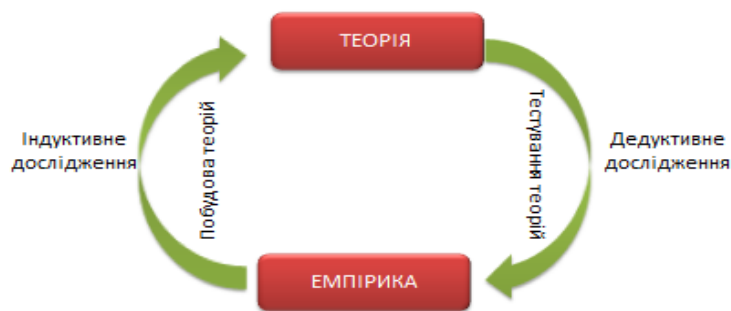 ТЕОРІЯ
Індуктивне
дослідження
Побудова теорій
Тестування теорій
Дедуктивне
дослідження
ЕМПІРИКА